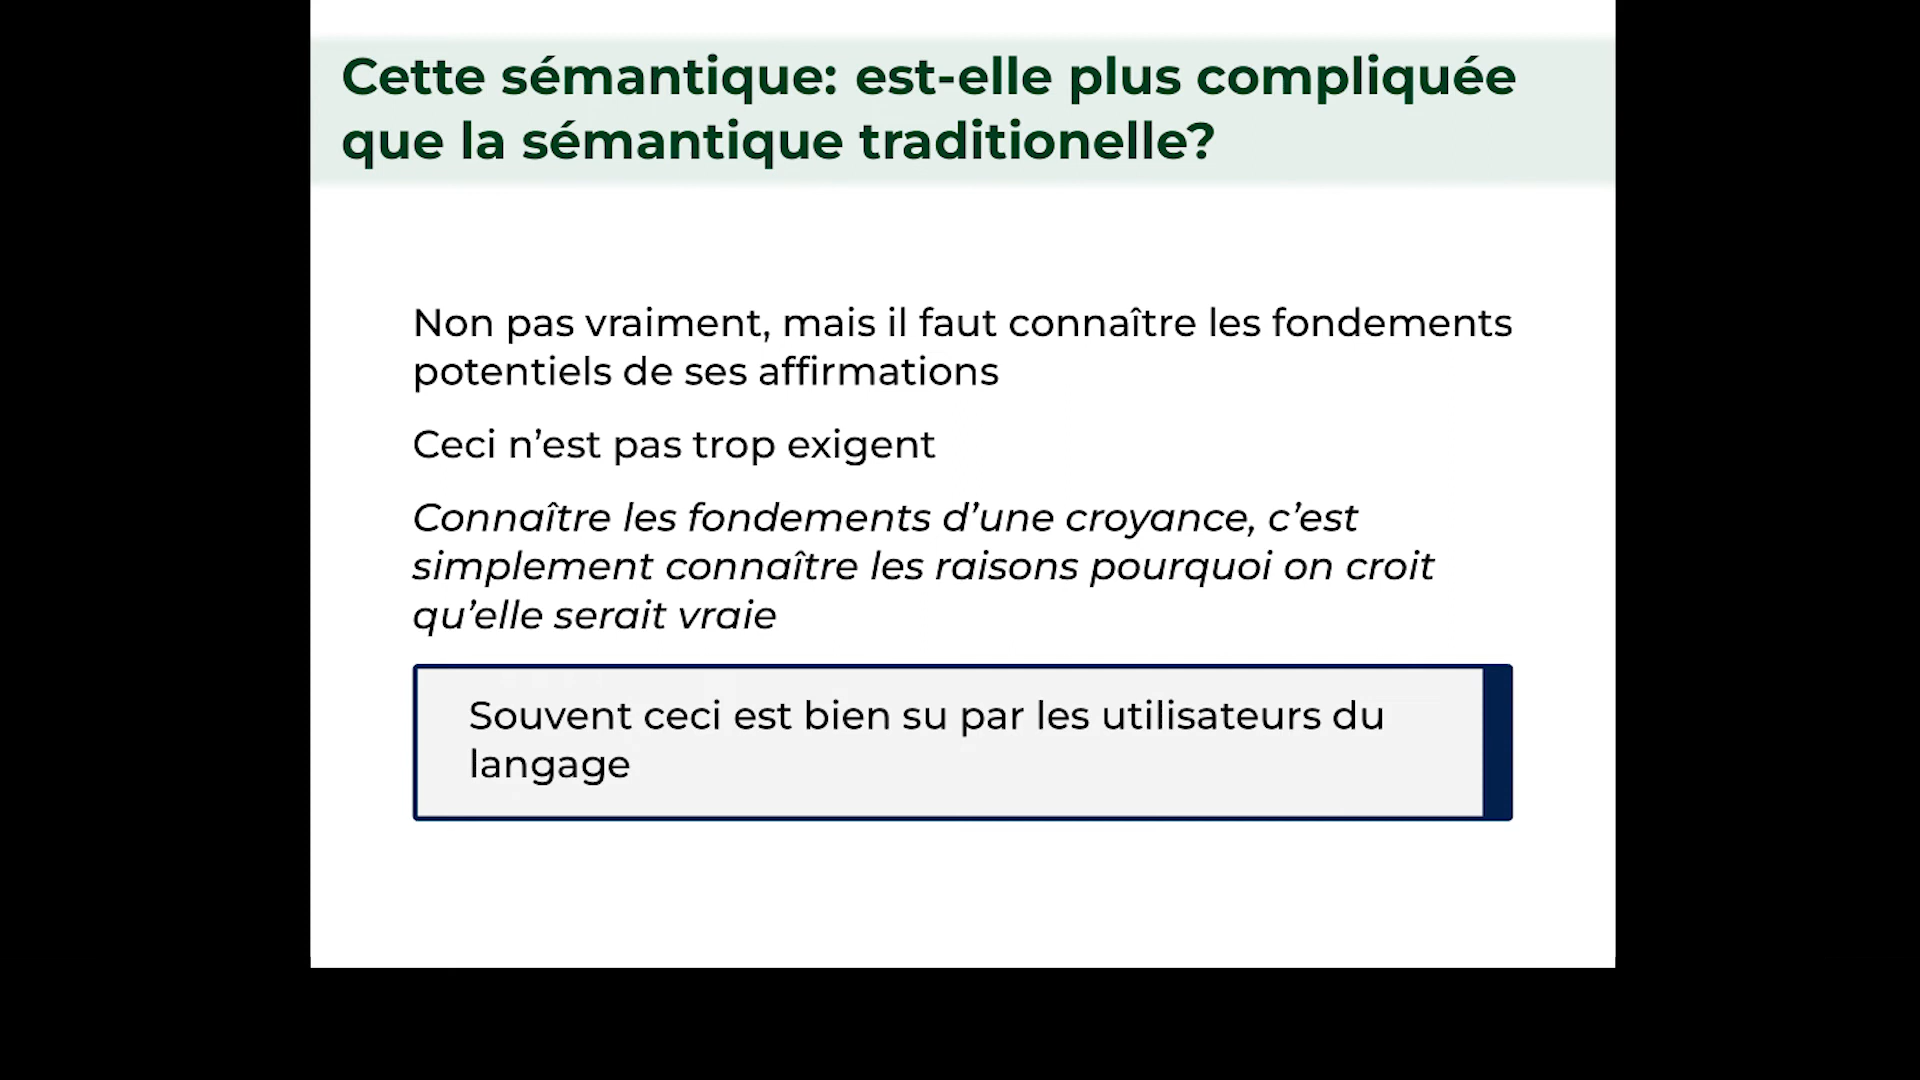 Cette sémantique: est-elle plus compliquée
que la sémantique traditionelle?
Non pas vraiment, mais il faut connaître les fondements
potentiels de ses affirmations
Ceci n’est pas trop exigent
Connaître les fondements d’une croyance, c’est
simplement connaître les raisons pourquoi on croit
qu’elle serait vraie
Souvent ceci est bien su par les utilisateurs du
langage